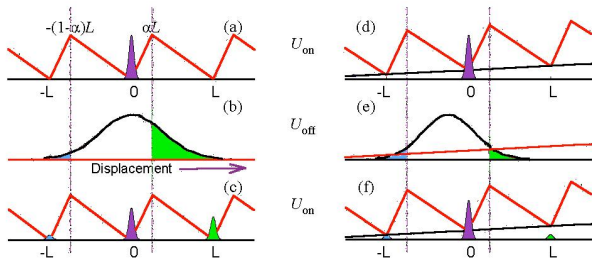 -(1-α)L αL (a)
-L 0 L
(b)
Displacement
(c)
-L 0 L
(d)
U_on
-L 0 L
(e)
U_off
(f)
U_on
-L 0 L